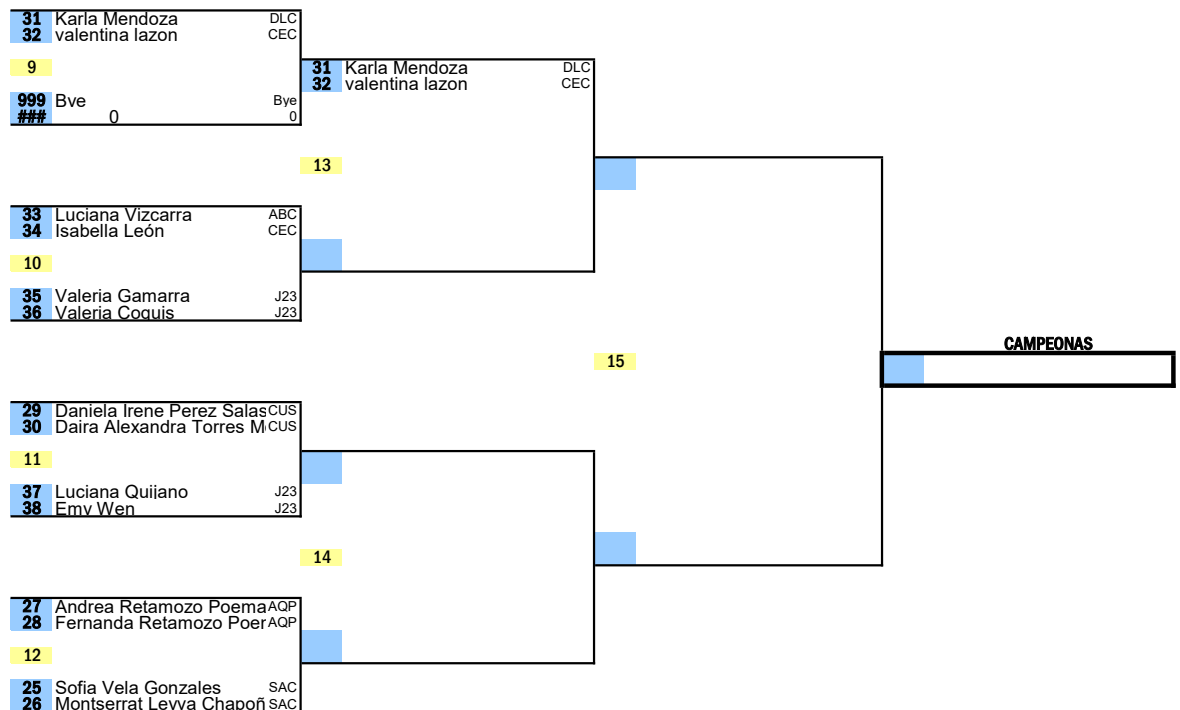 31 Karla Mendoza DLC
32 valentina lazon CEC
9
31 Karla Mendoza DLC
32 valentina lazon CEC
999 Bye Bye
### 0 0
13
33 Luciana Vizcarra ABC
34 Isabella León CEC
10
35 Valeria Gamarra J23
36 Valeria Coquis J23
CAMPEONAS
15
29 Daniela Irene Perez Salas CUS
30 Daira Alexandra Torres M CUS
11
37 Luciana Quijano J23
38 Emy Wen J23
14
27 Andrea Retamozo Poema AQP
28 Fernanda Retamozo Poer AQP
12
25 Sofia Vela Gonzales SAC
26 Montserrat Leyva Chapoñ SAC